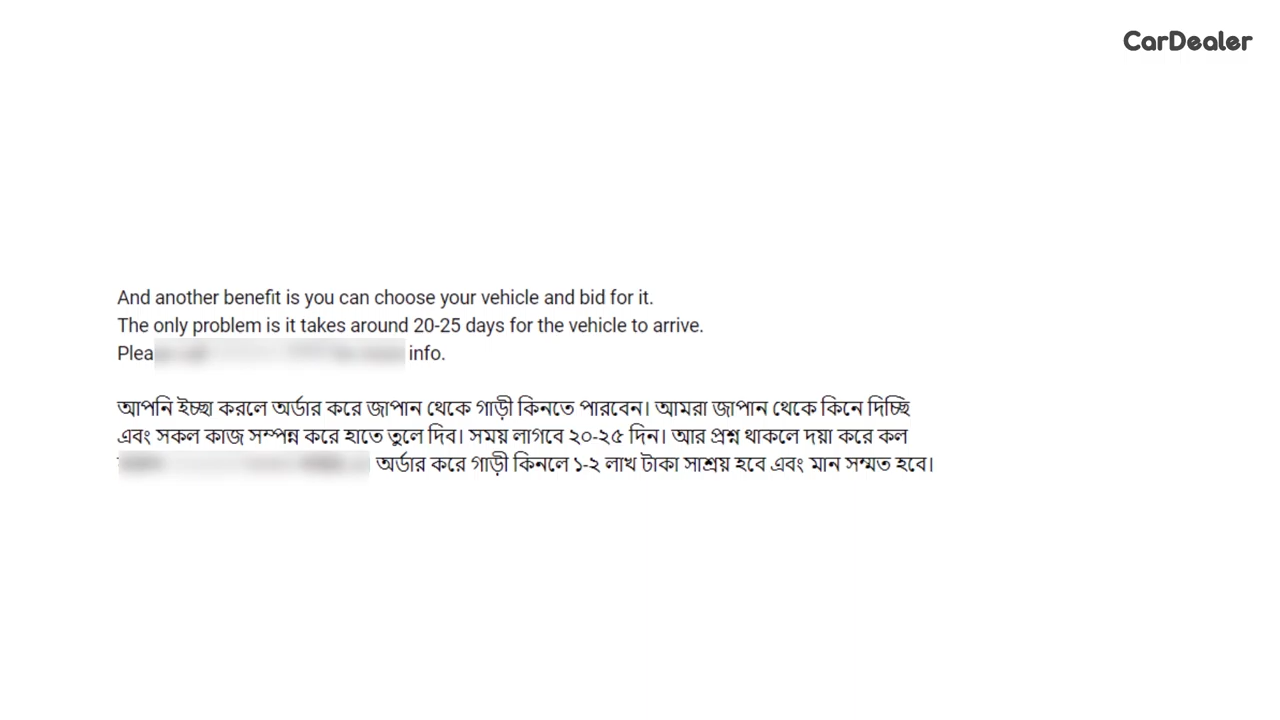 CarDealer
And another benefit is you can choose your vehicle and bid for it.
The only problem is it takes around 20-25 days for the vehicle to arrive.
info.
আপনি ইচ্ছা করলে অর্ডার করে জাপান থেকে গাড়ী কিনতে পারবেন। আমরা জাপান থেকে কিনে দিচ্ছি
এবং সকল কাজ সম্পন্ন করে হাতে তুলে দিব। সময় লাগবে ২০-২৫ দিন। আর প্রশ্ন থাকলে দয়া করে কল
অর্ডার করে গাড়ী কিনলে ১-২ লাখ টাকা সাশ্রয় হবে এবং মান সম্মত হবে।